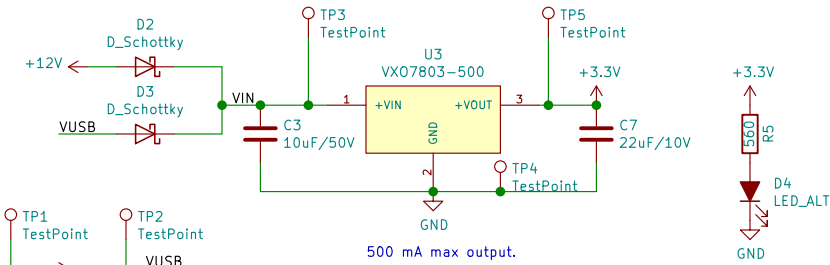 D2
D_Schottky
+12V
D3
D_Schottky
VUSB
VIN
TP3
TestPoint
U3
VXO7803-500
1
+VIN
+VOUT
3
GND
2
C3
10uF/50V
TP5
TestPoint
+3.3V
C7
22uF/10V
TP4
TestPoint
GND
500 mA max output.
+3.3V
560
R5
D4
LED_ALT
GND
TP1
TestPoint
TP2
TestPoint
VUSB